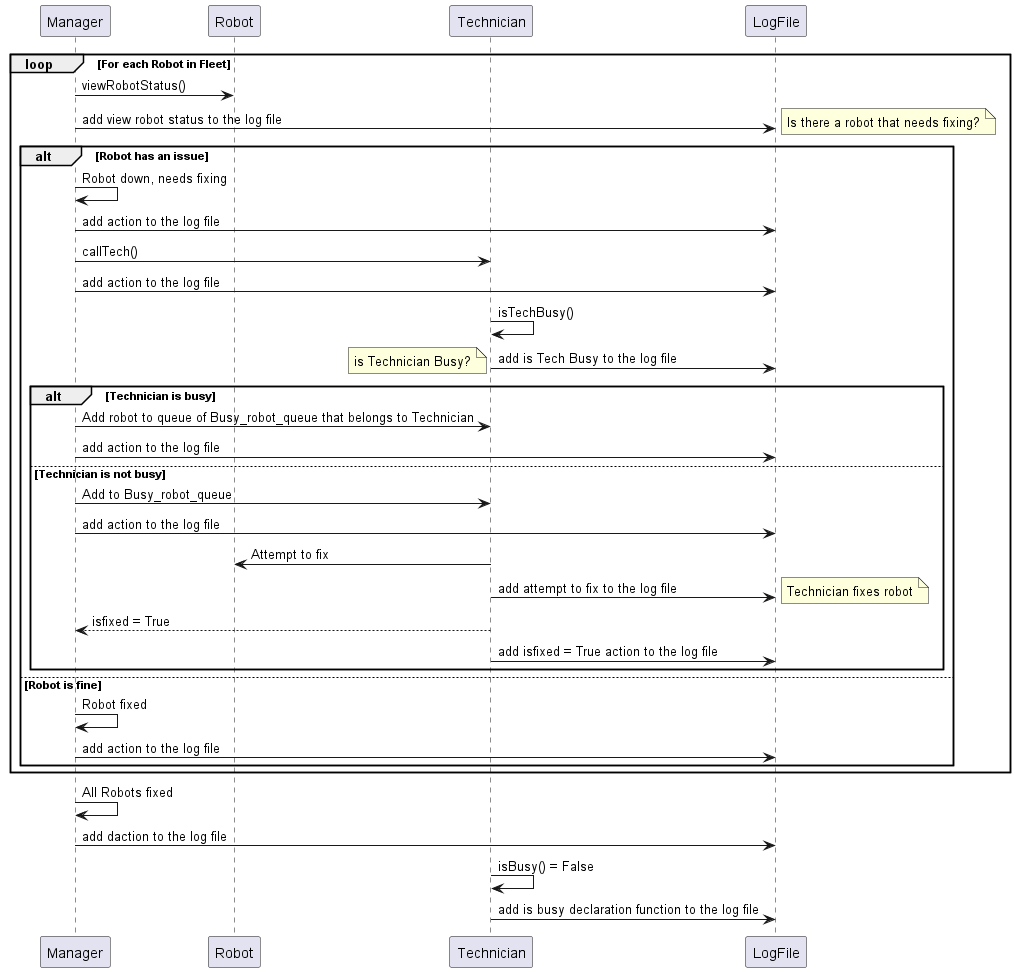 Manager Robot Technician LogFile
loop [For each Robot in Fleet]
viewRobotStatus()
add view robot status to the log file
Is there a robot that needs fixing?
alt [Robot has an issue]
Robot down, needs fixing
add action to the log file
callTech()
add action to the log file
isTechBusy()
is Technician Busy?
add is Tech Busy to the log file
alt [Technician is busy]
Add robot to queue of Busy_robot_queue that belongs to Technician
add action to the log file
[Technician is not busy]
Add to Busy_robot_queue
add action to the log file
Attempt to fix
add attempt to fix to the log file
Technician fixes robot
isfixed = True
add isfixed = True action to the log file
[Robot is fine]
Robot fixed
add action to the log file
All Robots fixed
add daction to the log file
isBusy() = False
add is busy declaration function to the log file
Manager Robot Technician LogFile